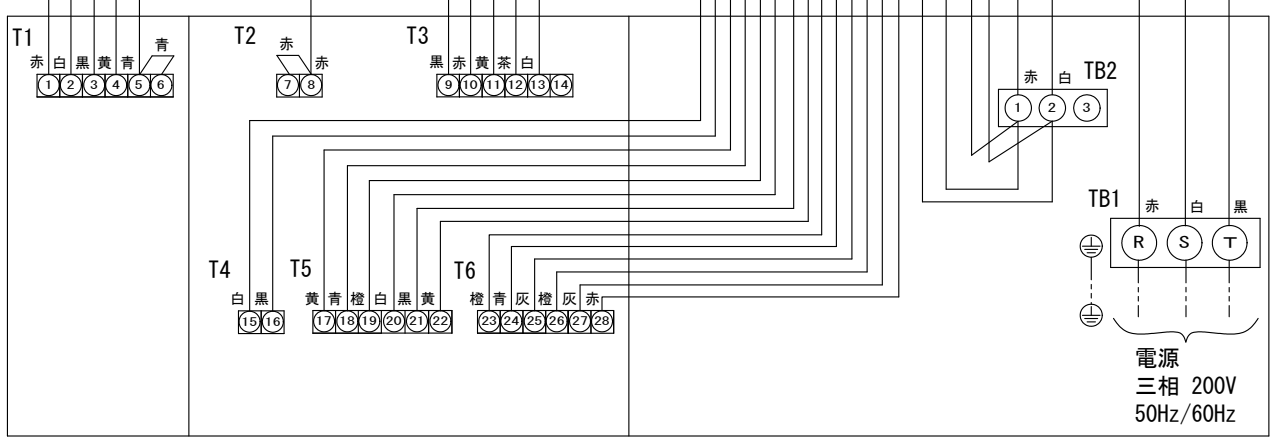 T1
赤 白 黒 黄 青 青
1 2 3 4 5 6
T2
赤 赤
7 8
T3
黒 赤 黄 茶 白
9 10 11 12 13 14
赤 白 TB2
1 2 3
TB1
赤 白 黒
R S T
T4
白 黒
15 16
T5
黄 青 橙 白 黒 黄
17 18 19 20 21 22
T6
橙 青 灰 橙 灰 赤
23 24 25 26 27 28
電源
三相 200V
50Hz/60Hz